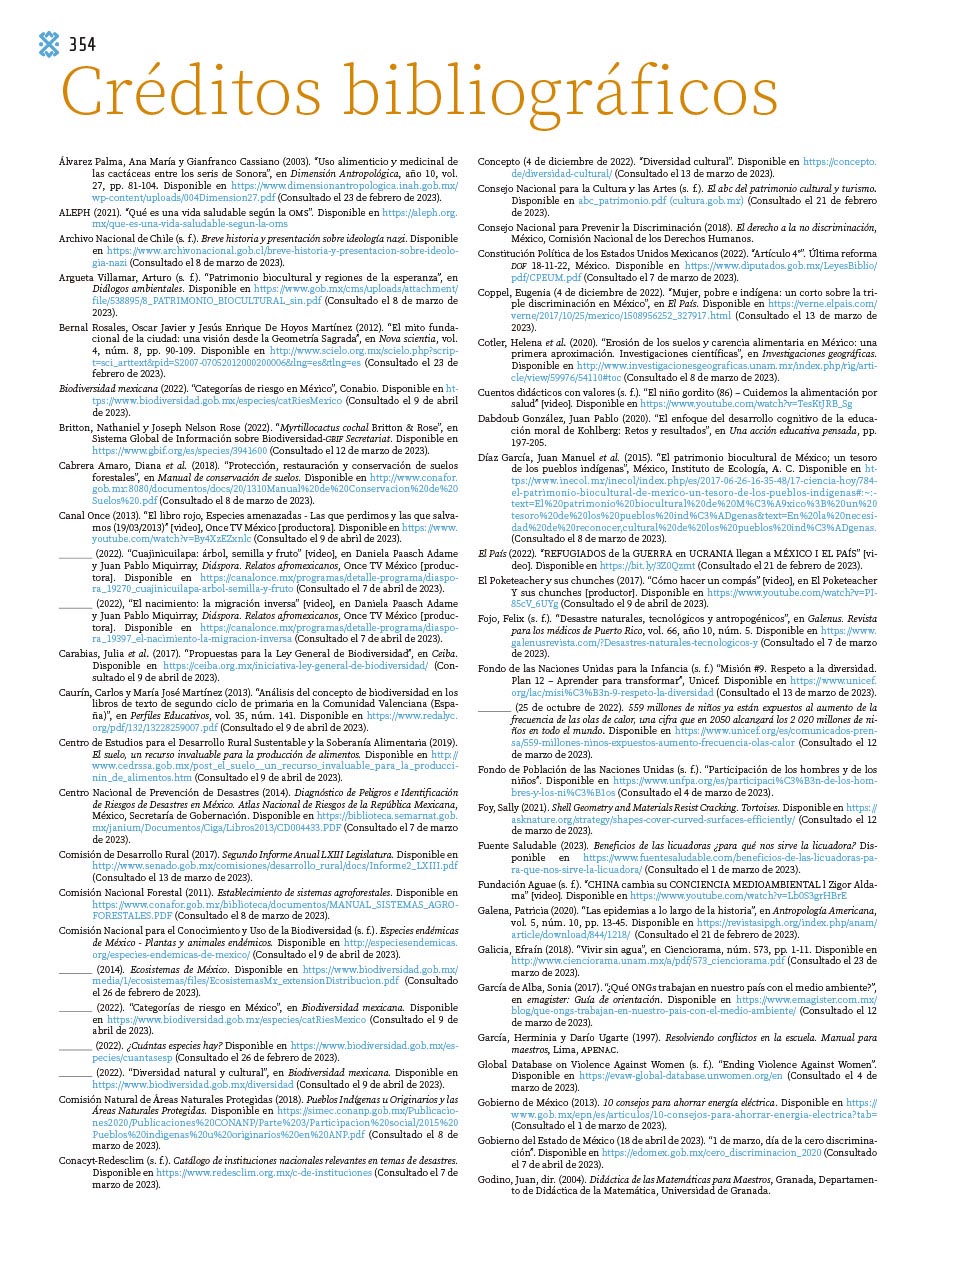 354
Créditos bibliográficos
Álvarez Palma, Ana María y Gianfranco Cassiano (2003). “Uso alimenticio y medicinal de
las cactáceas entre los seris de Sonora”, en Dimensión Antropológica, año 10, vol.
27, pp. 81-104. Disponible en https://www.dimensionantropologica.inah.gob.mx/
wp-content/uploads/004Dimension27.pdf (Consultado el 23 de febrero de 2023).
ALEPH (2021). “Qué es una vida saludable según la OMS”. Disponible en https://aleph.org.
mx/que-es-una-vida-saludable-segun-la-oms
Archivo Nacional de Chile (s. f.). Breve historia y presentación sobre ideología nazi. Disponible
en https://www.archivonacional.gob.cl/breve-historia-y-presentacion-sobre-ideolo-
gia-nazi (Consultado el 8 de marzo de 2023).
Argueta Villamar, Arturo (s. f.). “Patrimonio biocultural y regiones de la esperanza”, en
Diálogos ambientales. Disponible en https://www.gob.mx/cms/uploads/attachment/
file/538895/8_PATRIMONIO_BIOCULTURAL_sin.pdf (Consultado el 8 de marzo de
2023).
Bernal Rosales, Oscar Javier y Jesús Enrique De Hoyos Martínez (2012). “El mito funda-
cional de la ciudad: una visión desde la Geometría Sagrada”, en Nova scientia, vol.
4, núm. 8, pp. 90-109. Disponible en http://www.scielo.org.mx/scielo.php?scrip-
t=sci_arttext&pid=S2007-07052012000200006&lng=es&tlng=es (Consultado el 23 de
febrero de 2023).
Biodiversidad mexicana (2022). “Categorías de riesgo en México”, Conabio. Disponible en ht-
tps://www.biodiversidad.gob.mx/especies/catRiesMexico (Consultado el 9 de abril
de 2023).
Britton, Nathaniel y Joseph Nelson Rose (2022). “Myrtillocactus cochal Britton & Rose”, en
Sistema Global de Información sobre Biodiversidad-GBIF Secretariat. Disponible en
https://www.gbif.org/es/species/3941600 (Consultado el 12 de marzo de 2023).
Cabrera Amaro, Diana et al. (2018). “Protección, restauración y conservación de suelos
forestales”, en Manual de conservación de suelos. Disponible en http://www.conafor.
gob.mx:8080/documentos/docs/20/1310Manual%20de%20Conservacion%20de%20
Suelos%20.pdf (Consultado el 8 de marzo de 2023).
Canal Once (2013). “El libro rojo, Especies amenazadas - Las que perdimos y las que salva-
mos (19/03/2013)” [video], Once TV México [productora]. Disponible en https://www.
youtube.com/watch?v=By4XzEZxnlc (Consultado el 9 de abril de 2023).
_______ (2022). “Cuajinicuilapa: árbol, semilla y fruto” [video], en Daniela Paasch Adame
y Juan Pablo Miquirray, Diáspora. Relatos afromexicanos, Once TV México [produc-
tora]. Disponible en https://canalonce.mx/programas/detalle-programa/diaspo-
ra_19270_cuajinicuilapa-arbol-semilla-y-fruto (Consultado el 7 de abril de 2023).
_______ (2022), “El nacimiento: la migración inversa” [video], en Daniela Paasch Adame
y Juan Pablo Miquirray, Diáspora. Relatos afromexicanos, Once TV México [produc-
tora]. Disponible en https://canalonce.mx/programas/detalle-programa/diaspo-
ra_19397_el-nacimiento-la-migracion-inversa (Consultado el 7 de abril de 2023).
Carabias, Julia et al. (2017). “Propuestas para la Ley General de Biodiversidad”, en Ceiba.
Disponible en https://ceiba.org.mx/iniciativa-ley-general-de-biodiversidad/ (Con-
sultado el 9 de abril de 2023).
Caurín, Carlos y María José Martínez (2013). “Análisis del concepto de biodiversidad en los
libros de texto de segundo ciclo de primaria en la Comunidad Valenciana (Espa-
ña)”, en Perfiles Educativos, vol. 35, núm. 141. Disponible en https://www.redalyc.
org/pdf/132/13228259007.pdf (Consultado el 9 de abril de 2023).
Centro de Estudios para el Desarrollo Rural Sustentable y la Soberanía Alimentaria (2019).
El suelo, un recurso invaluable para la producción de alimentos. Disponible en http://
www.cedrssa.gob.mx/post_el_suelo__un_recurso_invaluable_para_la_producci-
nin_de_alimentos.htm (Consultado el 9 de abril de 2023).
Centro Nacional de Prevención de Desastres (2014). Diagnóstico de Peligros e Identificación
de Riesgos de Desastres en México. Atlas Nacional de Riesgos de la República Mexicana,
México, Secretaría de Gobernación. Disponible en https://biblioteca.semarnat.gob.
mx/janium/Documentos/Ciga/Libros2013/CD004433.PDF (Consultado el 7 de marzo
de 2023).
Comisión de Desarrollo Rural (2017). Segundo Informe Anual LXIII Legislatura. Disponible en
http://www.senado.gob.mx/comisiones/desarrollo_rural/docs/Informe2_LXIII.pdf
(Consultado el 13 de marzo de 2023).
Comisión Nacional Forestal (2011). Establecimiento de sistemas agroforestales. Disponible en
https://www.conafor.gob.mx/biblioteca/documentos/MANUAL_SISTEMAS_AGRO-
FORESTALES.PDF (Consultado el 8 de marzo de 2023).
Comisión Nacional para el Conocimiento y Uso de la Biodiversidad (s. f.). Especies endémicas
de México - Plantas y animales endémicos. Disponible en http://especiesendemicas.
org/especies-endemicas-de-mexico/ (Consultado el 9 de abril de 2023).
_______ (2014). Ecosistemas de México. Disponible en https://www.biodiversidad.gob.mx/
media/1/ecosistemas/files/EcosistemasMx_extensionDistribucion.pdf (Consultado
el 26 de febrero de 2023).
_______ (2022). “Categorías de riesgo en México”, en Biodiversidad mexicana. Disponible
en https://www.biodiversidad.gob.mx/especies/catRiesMexico (Consultado el 9 de
abril de 2023).
_______ (2022). ¿Cuántas especies hay? Disponible en https://www.biodiversidad.gob.mx/es-
pecies/cuantasesp (Consultado el 26 de febrero de 2023).
_______ (2022). “Diversidad natural y cultural”, en Biodiversidad mexicana. Disponible en
https://www.biodiversidad.gob.mx/diversidad (Consultado el 9 de abril de 2023).
Comisión Natural de Áreas Naturales Protegidas (2018). Pueblos Indígenas u Originarios y las
Áreas Naturales Protegidas. Disponible en https://simec.conanp.gob.mx/Publicacio-
nes2020/Publicaciones%20CONANP/Parte%203/Participacion%20social/2015%20
Pueblos%20indigenas%20u%20originarios%20en%20ANP.pdf (Consultado el 8 de
marzo de 2023).
Conacyt-Redesclim (s. f.). Catálogo de instituciones nacionales relevantes en temas de desastres.
Disponible en https://www.redesclim.org.mx/c-de-instituciones (Consultado el 7 de
marzo de 2023).
Concepto (4 de diciembre de 2022). “Diversidad cultural”. Disponible en https://concepto.
de/diversidad-cultural/ (Consultado el 13 de marzo de 2023).
Consejo Nacional para la Cultura y las Artes (s. f.). El abc del patrimonio cultural y turismo.
Disponible en abc_patrimonio.pdf (cultura.gob.mx) (Consultado el 21 de febrero
de 2023).
Consejo Nacional para Prevenir la Discriminación (2018). El derecho a la no discriminación,
México, Comisión Nacional de los Derechos Humanos.
Constitución Política de los Estados Unidos Mexicanos (2022). “Artículo 4°”. Última reforma
DOF 18-11-22, México. Disponible en https://www.diputados.gob.mx/LeyesBiblio/
pdf/CPEUM.pdf (Consultado el 7 de marzo de 2023).
Coppel, Eugenia (4 de diciembre de 2022). “Mujer, pobre e indígena: un corto sobre la tri-
ple discriminación en México”, en El País. Disponible en https://verne.elpais.com/
verne/2017/10/25/mexico/1508956252_327917.html (Consultado el 13 de marzo de
2023).
Cotler, Helena et al. (2020). “Erosión de los suelos y carencia alimentaria en México: una
primera aproximación. Investigaciones científicas”, en Investigaciones geográficas.
Disponible en http://www.investigacionesgeograficas.unam.mx/index.php/rig/arti-
cle/view/59976/54110#toc (Consultado el 8 de marzo de 2023).
Cuentos didácticos con valores (s. f.). “El niño gordito (86) – Cuidemos la alimentación por
salud” [video]. Disponible en https://www.youtube.com/watch?v=TesKtJRB_Sg
Dabdoub González, Juan Pablo (2020). “El enfoque del desarrollo cognitivo de la educa-
ción moral de Kohlberg: Retos y resultados”, en Una acción educativa pensada, pp.
197-205.
Díaz García, Juan Manuel et al. (2015). “El patrimonio biocultural de México; un tesoro
de los pueblos indígenas”, México, Instituto de Ecología, A. C. Disponible en ht-
tps://www.inecol.mx/inecol/index.php/es/2017-06-26-16-35-48/17-ciencia-hoy/784-
el-patrimonio-biocultural-de-mexico-un-tesoro-de-los-pueblos-indigenas#:~:-
text=El%20patrimonio%20biocultural%20de%20M%C3%A9xico%3B%20un%20
tesoro%20de%20los%20pueblos%20ind%C3%ADgenas&text=En%20la%20necesi-
dad%20de%20reconocer,cultural%20de%20los%20pueblos%20ind%C3%ADgenas.
(Consultado el 8 de marzo de 2023).
El País (2022). “REFUGIADOS de la GUERRA en UCRANIA llegan a MÉXICO I EL PAÍS” [vi-
deo]. Disponible en https://bit.ly/3Z0Qzmt (Consultado el 21 de febrero de 2023).
El Poketeacher y sus chunches (2017). “Cómo hacer un compás” [video], en El Poketeacher
Y sus chunches [productor]. Disponible en https://www.youtube.com/watch?v=PI-
85cV_6UYg (Consultado el 9 de abril de 2023).
Fojo, Felix (s. f.). “Desastre naturales, tecnológicos y antropogénicos”, en Galenus. Revista
para los médicos de Puerto Rico, vol. 66, año 10, núm. 5. Disponible en https://www.
galenusrevista.com/?Desastres-naturales-tecnologicos-y (Consultado el 7 de marzo
de 2023).
Fondo de las Naciones Unidas para la Infancia (s. f.) “Misión #9. Respeto a la diversidad.
Plan 12 – Aprender para transformar”, Unicef. Disponible en https://www.unicef.
org/lac/misi%C3%B3n-9-respeto-la-diversidad (Consultado el 13 de marzo de 2023).
_______ (25 de octubre de 2022). 559 millones de niños ya están expuestos al aumento de la
frecuencia de las olas de calor, una cifra que en 2050 alcanzará los 2 020 millones de ni-
ños en todo el mundo. Disponible en https://www.unicef.org/es/comunicados-pren-
sa/559-millones-ninos-expuestos-aumento-frecuencia-olas-calor (Consultado el 12
de marzo de 2023).
Fondo de Población de las Naciones Unidas (s. f.). “Participación de los hombres y de los
niños”. Disponible en https://www.unfpa.org/es/participaci%C3%B3n-de-los-hom-
bres-y-los-ni%C3%B1os (Consultado el 4 de marzo de 2023).
Foy, Sally (2021). Shell Geometry and Materials Resist Cracking. Tortoises. Disponible en https://
asknature.org/strategy/shapes-cover-curved-surfaces-efficiently/ (Consultado el 12
de marzo de 2023).
Fuente Saludable (2023). Beneficios de las licuadoras ¿para qué nos sirve la licuadora? Dis-
ponible en https://www.fuentesaludable.com/beneficios-de-las-licuadoras-pa-
ra-que-nos-sirve-la-licuadora/ (Consultado el 1 de marzo de 2023).
Fundación Aguae (s. f.). “CHINA cambia su CONCIENCIA MEDIOAMBIENTAL l Zigor Alda-
ma” [video]. Disponible en https://www.youtube.com/watch?v=Lb0S3grHBrE
Galena, Patricia (2020). “Las epidemias a lo largo de la historia”, en Antropología Americana,
vol. 5, núm. 10, pp. 13-45. Disponible en https://revistasipgh.org/index.php/anam/
article/download/844/1218/ (Consultado el 21 de febrero de 2023).
Galicia, Efraín (2018). “Vivir sin agua”, en Cienciorama, núm. 573, pp. 1-11. Disponible en
http://www.cienciorama.unam.mx/a/pdf/573_cienciorama.pdf (Consultado el 23 de
marzo de 2023).
García de Alba, Sonia (2017). “¿Qué ONGs trabajan en nuestro país con el medio ambiente?”,
en emagister: Guía de orientación. Disponible en https://www.emagister.com.mx/
blog/que-ongs-trabajan-en-nuestro-pais-con-el-medio-ambiente/ (Consultado el 12
de marzo de 2023).
García, Herminia y Darío Ugarte (1997). Resolviendo conflictos en la escuela. Manual para
maestros, Lima, APENAC.
Global Database on Violence Against Women (s. f.). “Ending Violence Against Women”.
Disponible en https://evaw-global-database.unwomen.org/en (Consultado el 4 de
marzo de 2023).
Gobierno de México (2013). 10 consejos para ahorrar energía eléctrica. Disponible en https://
www.gob.mx/epn/es/articulos/10-consejos-para-ahorrar-energia-electrica?tab=
(Consultado el 1 de marzo de 2023).
Gobierno del Estado de México (18 de abril de 2023). “1 de marzo, día de la cero discrimina-
ción”. Disponible en https://edomex.gob.mx/cero_discriminacion_2020 (Consultado
el 7 de abril de 2023).
Godino, Juan, dir. (2004). Didáctica de las Matemáticas para Maestros, Granada, Departamen-
to de Didáctica de la Matemática, Universidad de Granada.